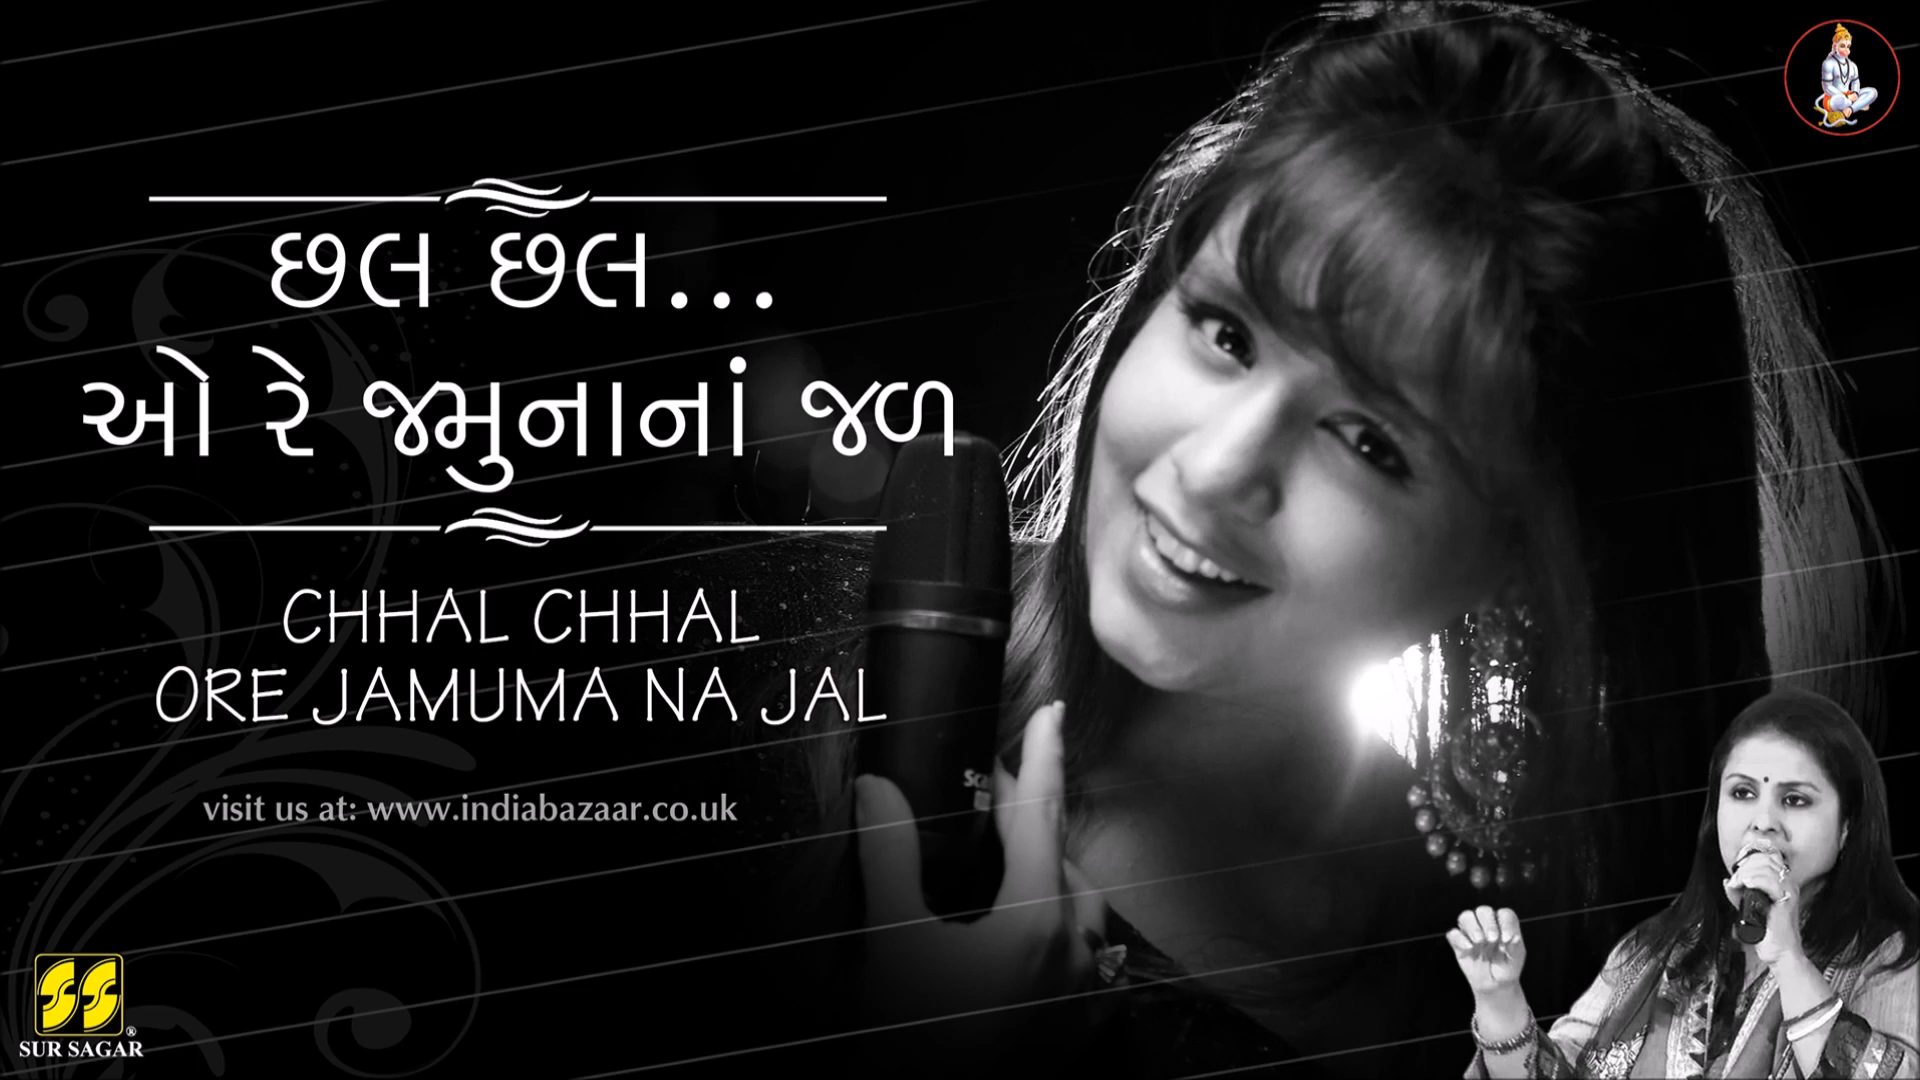 છલ છલ...
ઓ રે જમુનાનાં જળ
CHHAL CHHAL
ORE JAMUMA NA JAL
visit us at: www.indiabazaar.co.uk
SS ®
SUR SAGAR